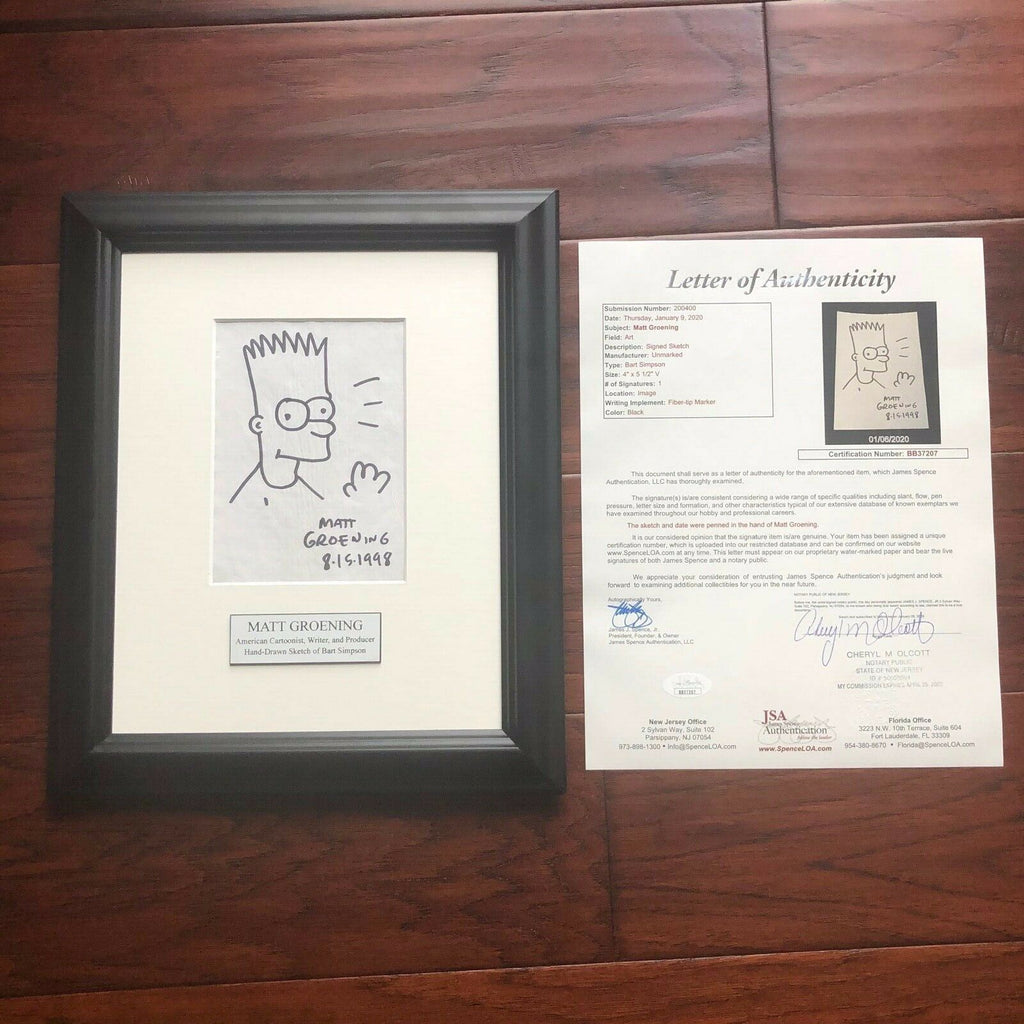 MATT
GROENING
8.15.1998
MATT GROENING
American Cartoonist, Writer, and Producer
Hand-Drawn Sketch of Bart Simpson
Letter of Authenticity
Submission Number: 200400
Date: Thursday, January 9, 2020
Subject: Matt Groening
Field: Art
Description: Signed Sketch
Manufacturer: Unmarked
Type: Bart Simpson
Size: 4" x 5 1/2" V
# of Signatures: 1
Location: Image
Writing Implement: Fiber-tip Marker
Color: Black
MATT
GROENING
8.15.1998
01/06/2020
Certification Number: BB37207
This document shall serve as a letter of authenticity for the aforementioned item, which James Spence
Authentication, LLC has thoroughly examined.
The signature(s) is/are consistent considering a wide range of specific qualities including slant, flow, pen
pressure, letter size and formation, and other characteristics typical of our extensive database of known exemplars we
have examined throughout our hobby and professional careers.
The sketch and date were penned in the hand of Matt Groening.
It is our considered opinion that the signature item is/are genuine. Your item has been assigned a unique
certification number, which is uploaded into our restricted database and can be confirmed on our website
www.SpenceLOA.com at any time. This letter must appear on our proprietary water-marked paper and bear the live
signatures of both James Spence and a notary public.
We appreciate your consideration of entrusting James Spence Authentication's judgment and look
forward to examining additional collectibles for you in the near future.
Autographically Yours,
James J. Spence, Jr.
President, Founder, & Owner
James Spence Authentication, LLC
NOTARY PUBLIC OF NEW JERSEY
Cheryl M Olcott
CHERYL M OLCOTT
NOTARY PUBLIC
STATE OF NEW JERSEY
MY COMMISSION EXPIRES APRIL
BB37207
New Jersey Office
2 Sylvan Way, Suite 102
Parsippany, NJ 07054
973-898-1300 • Info@SpenceLOA.com
JSA
James Spence
Authentication
www.SpenceLOA.com
Florida Office
3223 N.W. 10th Terrace, Suite 604
Fort Lauderdale, FL 33309
954-380-8670 • Florida@SpenceLOA.com